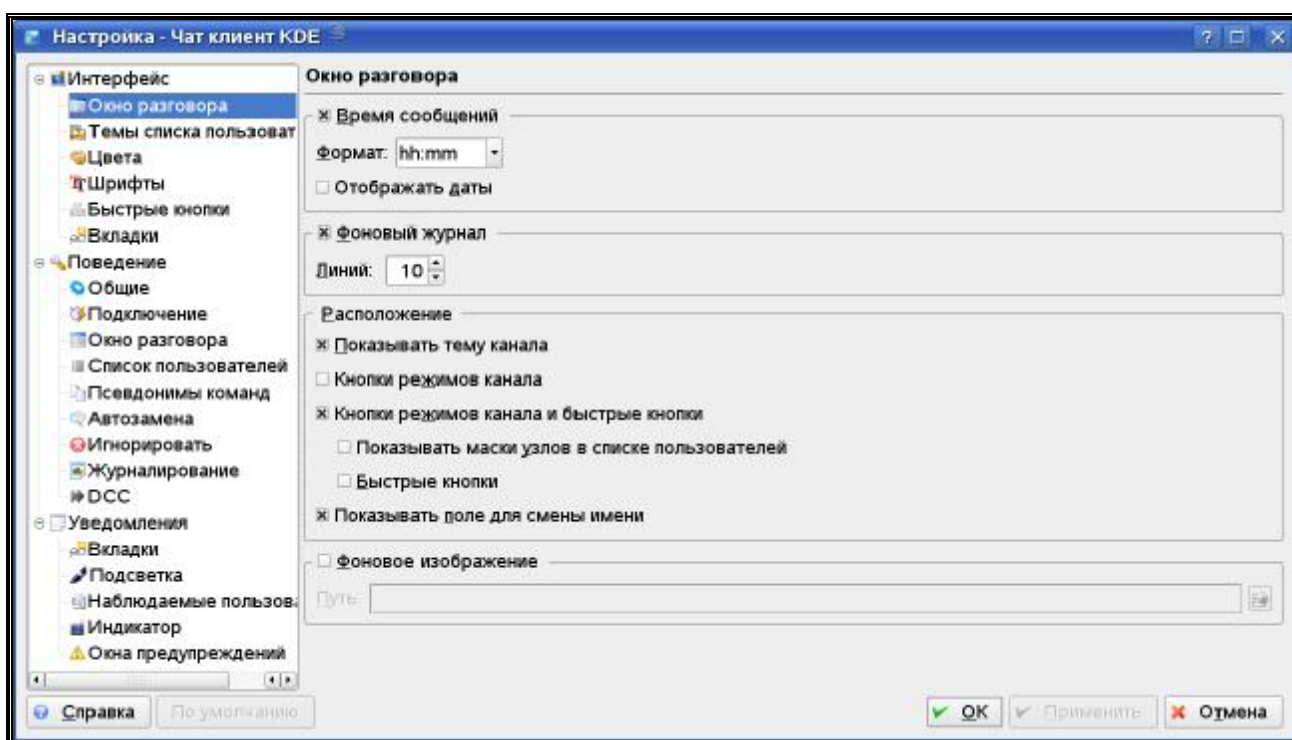 Настройка - Чат клиент KDE
Интерфейс
Окно разговора
Темы списка пользоват
Цвета
Шрифты
Быстрые кнопки
Вкладки
Поведение
Общие
Подключение
Окно разговора
Список пользователей
Псевдонимы команд
Автозамена
Игнорировать
Журналирование
DCC
Уведомления
Вкладки
Подсветка
Наблюдаемые пользов
Индикатор
Окна предупреждений
Окно разговора
Время сообщений
Формат: hh:mm
Отображать даты
Фоновый журнал
Линий: 10
Расположение
Показывать тему канала
Кнопки режимов канала
Кнопки режимов канала и быстрые кнопки
Показывать маски узлов в списке пользователей
Быстрые кнопки
Показывать поле для смены имени
Фоновое изображение
Путь:
Справка По умолчанию OK Применить Отмена